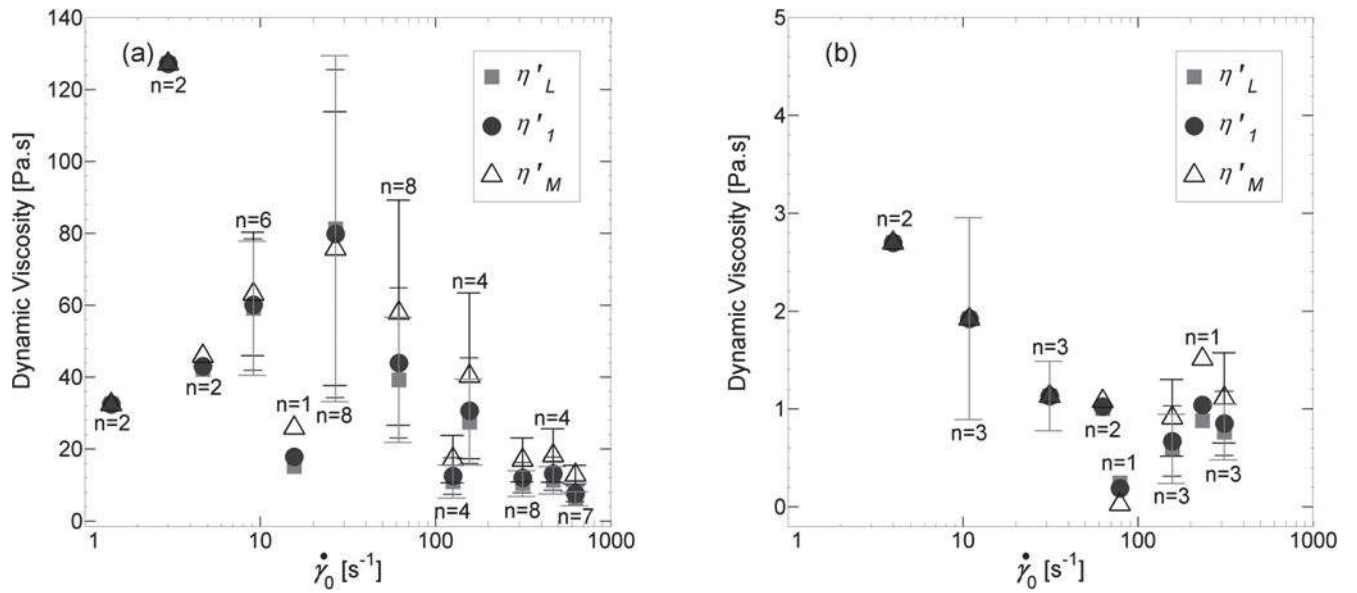 (a)
Dynamic Viscosity [Pa.s]
140
120
100
80
60
40
20
0
η′L
η′1
η′M
n=2
n=2
n=2
n=6
n=1
n=8
n=8
n=4
n=4
n=8
n=4
n=7
1 10 100 1000
γ̇0 [s-1]
(b)
Dynamic Viscosity [Pa.s]
5
4
3
2
1
0
η′L
η′1
η′M
n=2
n=3
n=3
n=2
n=1
n=3
n=1
n=3
1 10 100 1000
γ̇0 [s-1]